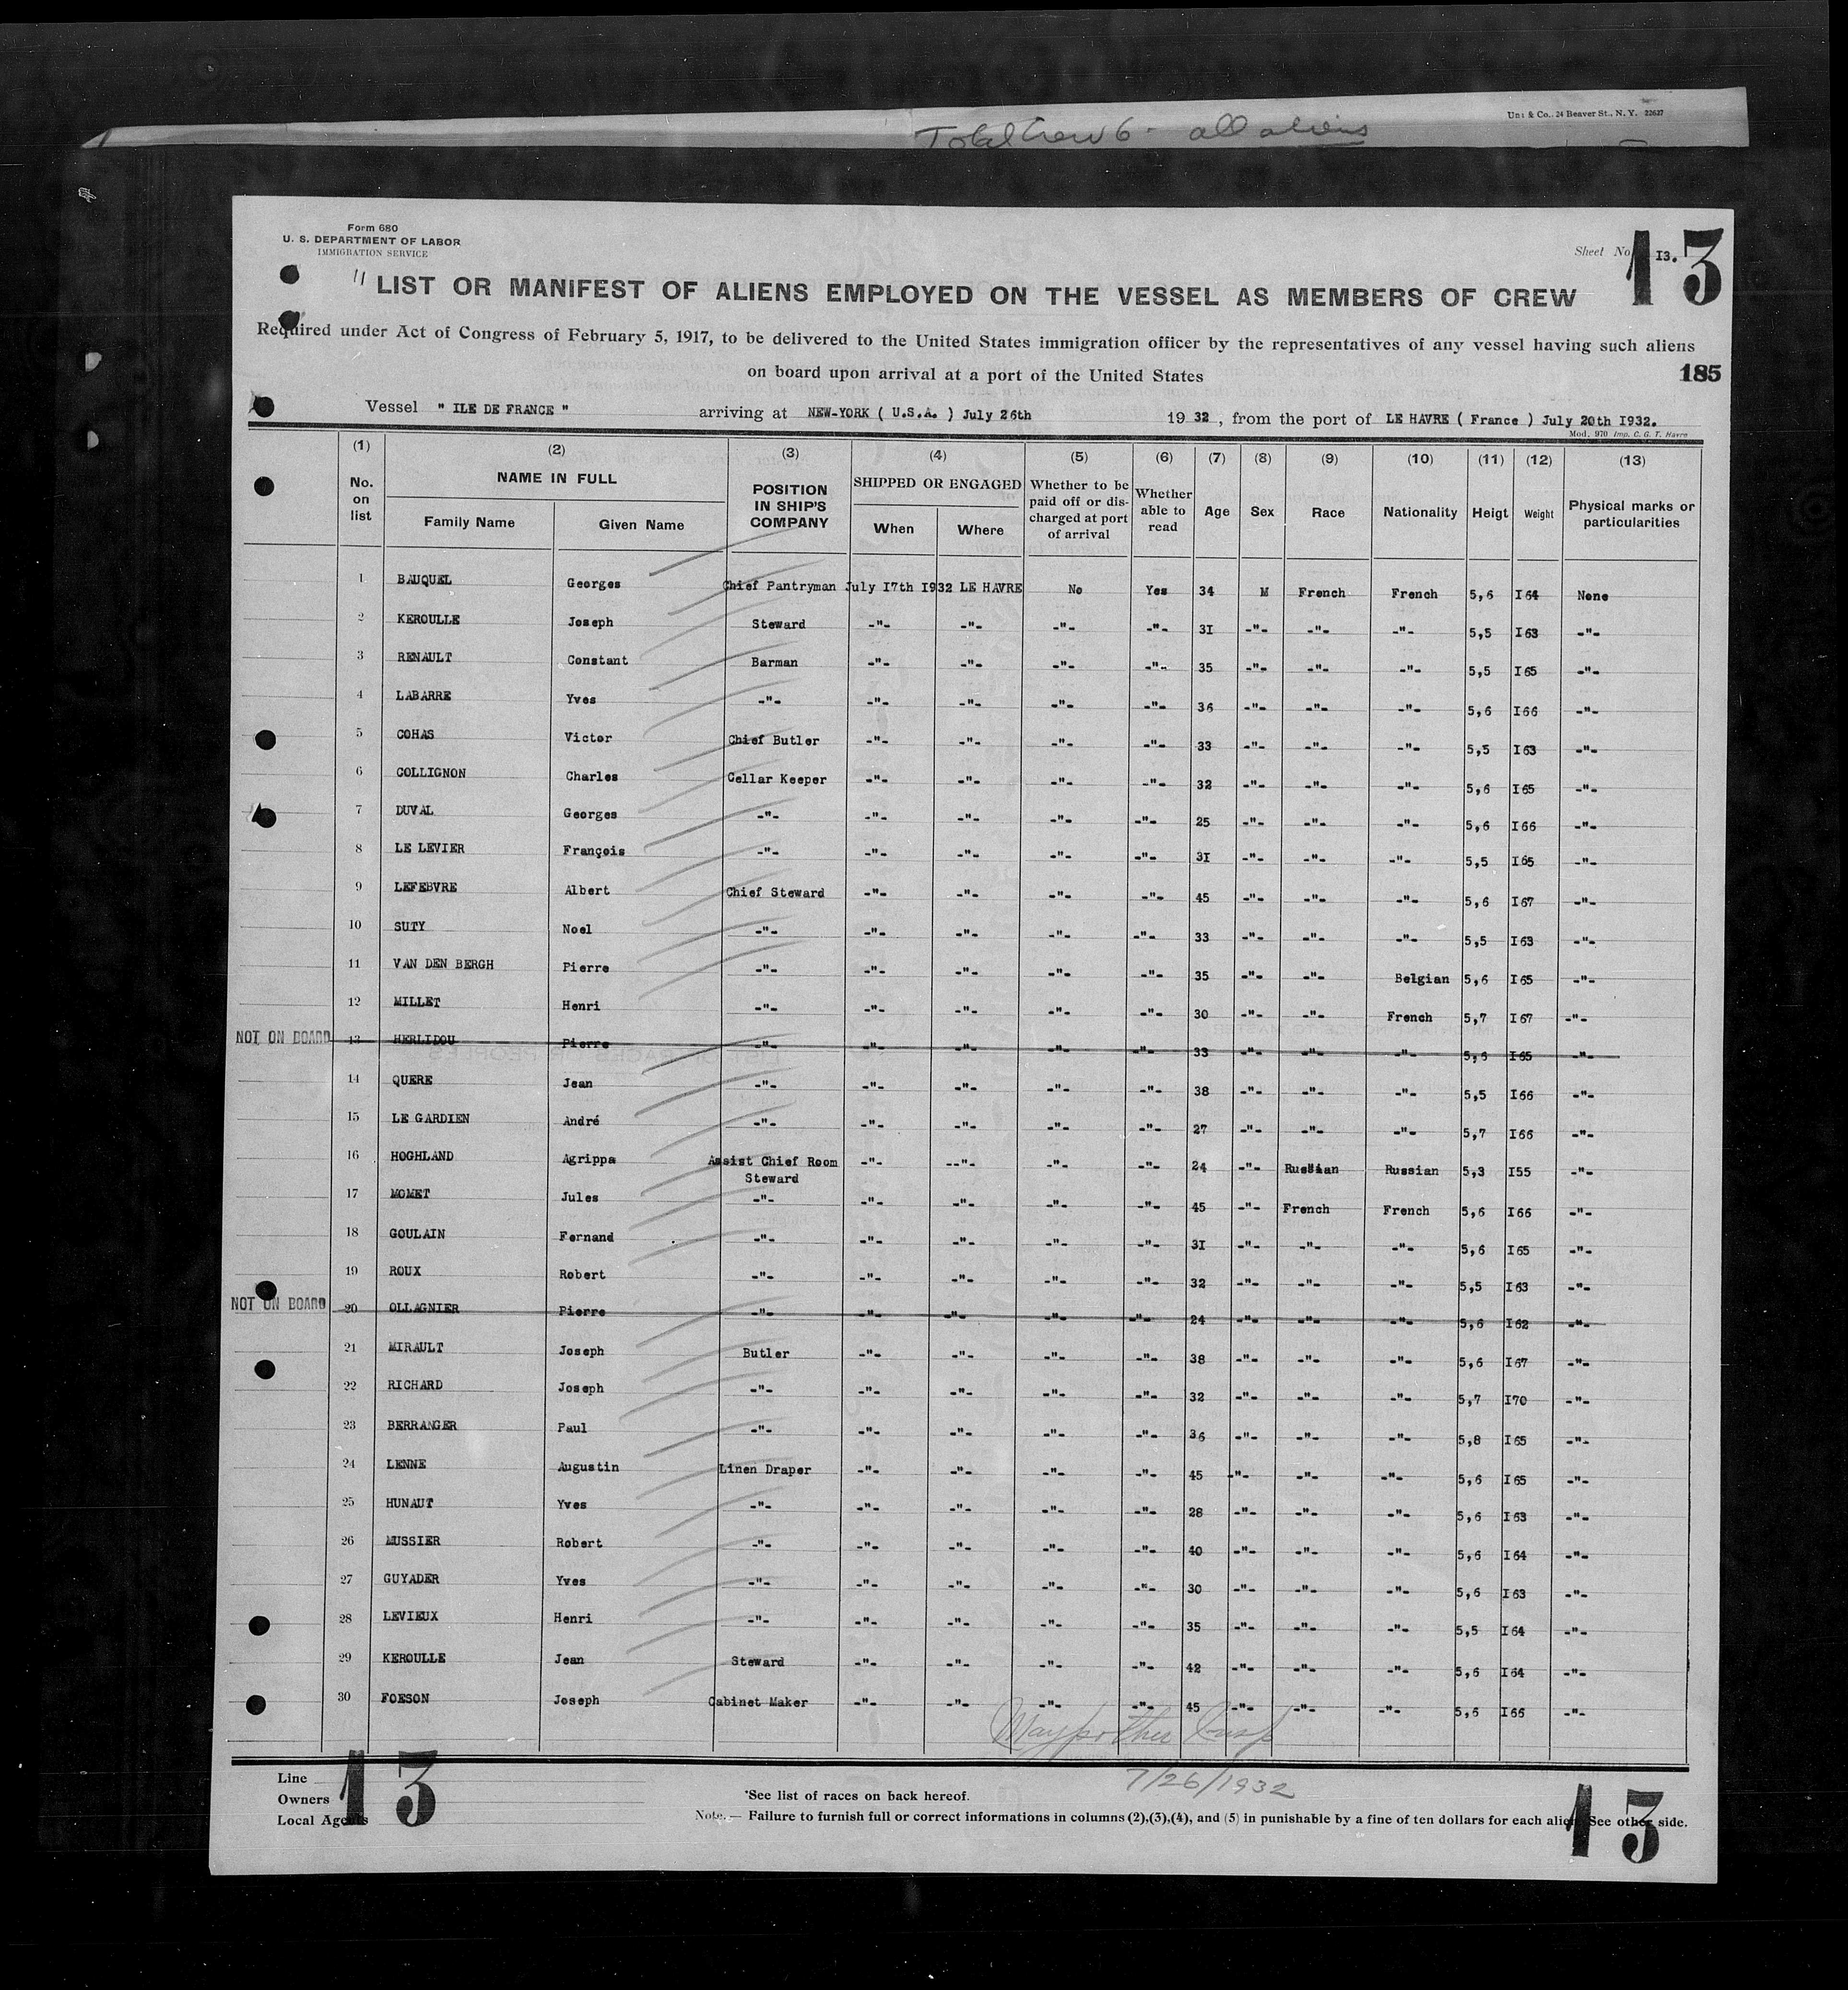 Total Crew 6 - all aliens
& Co., 24 Beaver St., N. Y. 22627
Form 680
U. S. DEPARTMENT OF LABOR
IMMIGRATION SERVICE
Sheet No I3.
13
11 LIST OR MANIFEST OF ALIENS EMPLOYED ON THE VESSEL AS MEMBERS OF CREW
Required under Act of Congress of February 5, 1917, to be delivered to the United States immigration officer by the representatives of any vessel having such aliens
on board upon arrival at a port of the United States
185
Vessel " ILE DE FRANCE " arriving at NEW-YORK ( U.S.A. ) July 26th 19 32 , from the port of LE HAVRE ( France ) July 20th I932.
Mod. 970 Imp. C. G. T. Havre
(1) (2) (3) (4) (5) (6) (7) (8) (9) (10) (11) (12) (13)
No. on list NAME IN FULL POSITION IN SHIP'S COMPANY SHIPPED OR ENGAGED Whether to be paid off or discharged at port of arrival Whether able to read Age Sex Race Nationality Heigt Weight Physical marks or particularities
Family Name Given Name When Where
1 BAUQUEL Georges Chief Pantryman July I7th I932 LE HAVRE No Yes 34 M French French 5,6 I64 None
2 KEROULLE Joseph Steward -"- -"- -"- -"- 3I -"- -"- -"- 5,5 I63 -"-
3 RENAULT Constant Barman -"- -"- -"- -"- 35 -"- -"- -"- 5,5 I65 -"-
4 LABARRE Yves -"- -"- -"- -"- -"- 36 -"- -"- -"- 5,6 I66 -"-
5 COHAS Victor Chief Butler -"- -"- -"- -"- 33 -"- -"- -"- 5,5 I63 -"-
6 COLLIGNON Charles Cellar Keeper -"- -"- -"- -"- 32 -"- -"- -"- 5,6 I65 -"-
7 DUVAL Georges -"- -"- -"- -"- -"- 25 -"- -"- -"- 5,6 I66 -"-
8 LE LEVIER François -"- -"- -"- -"- -"- 3I -"- -"- -"- 5,5 I65 -"-
9 LEFEBVRE Albert Chief Steward -"- -"- -"- -"- 45 -"- -"- -"- 5,6 I67 -"-
10 SUTY Noel -"- -"- -"- -"- -"- 33 -"- -"- -"- 5,5 I63 -"-
11 VAN DEN BERGH Pierre -"- -"- -"- -"- -"- 35 -"- -"- Belgian 5,6 I65 -"-
12 MILLET Henri -"- -"- -"- -"- -"- 30 -"- -"- French 5,7 I67 -"-
NOT ON BOARD 13 HERLIDOU Pierre -"- -"- -"- -"- -"- 33 -"- -"- -"- 5,6 I65 -"-
14 QUERE Jean -"- -"- -"- -"- -"- 38 -"- -"- -"- 5,5 I66 -"-
15 LE GARDIEN André -"- -"- -"- -"- -"- 27 -"- -"- -"- 5,7 I66 -"-
16 HOGHLAND Agrippa Assist Chief Room -"- --"- -"- -"- 24 -"- Russian Russian 5,3 I55 -"-
Steward
17 MOMET Jules -"- -"- -"- -"- -"- 45 -"- French French 5,6 I66 -"-
18 GOULAIN Fernand -"- -"- -"- -"- -"- 3I -"- -"- -"- 5,6 I65 -"-
19 ROUX Robert -"- -"- -"- -"- -"- 32 -"- -"- -"- 5,5 I63 -"-
NOT ON BOARD 20 OLLAGNIER Pierre -"- -"- -"- -"- -"- 24 -"- -"- -"- 5,6 I62 -"-
21 MIRAULT Joseph Butler -"- -"- -"- -"- 38 -"- -"- -"- 5,6 I67 -"-
22 RICHARD Joseph -"- -"- -"- -"- -"- 32 -"- -"- -"- 5,7 I70 -"-
23 BERRANGER Paul -"- -"- -"- -"- -"- 36 -"- -"- -"- 5,8 I65 -"-
24 LENNE Augustin Linen Draper -"- -"- -"- -"- 45 -"- -"- -"- 5,6 I65 -"-
25 HUNAUT Yves -"- -"- -"- -"- -"- 28 -"- -"- -"- 5,6 I63 -"-
26 MUSSIER Robert -"- -"- -"- -"- -"- 40 -"- -"- -"- 5,6 I64 -"-
27 GUYADER Yves -"- -"- -"- -"- -"- 30 -"- -"- -"- 5,6 I63 -"-
28 LEVIEUX Henri -"- -"- -"- -"- -"- 35 -"- -"- -"- 5,5 I64 -"-
29 KEROULLE Jean Steward -"- -"- -"- -"- 42 -"- -"- -"- 5,6 I64 -"-
30 FOESON Joseph Cabinet Maker -"- -"- -"- -"- 45 -"- -"- -"- 5,6 I66 -"-
7/26/1932
Line
Owners
Local Agents
13
*See list of races on back hereof.
Note. — Failure to furnish full or correct informations in columns (2),(3),(4), and (5) in punishable by a fine of ten dollars for each alien See other side.
13